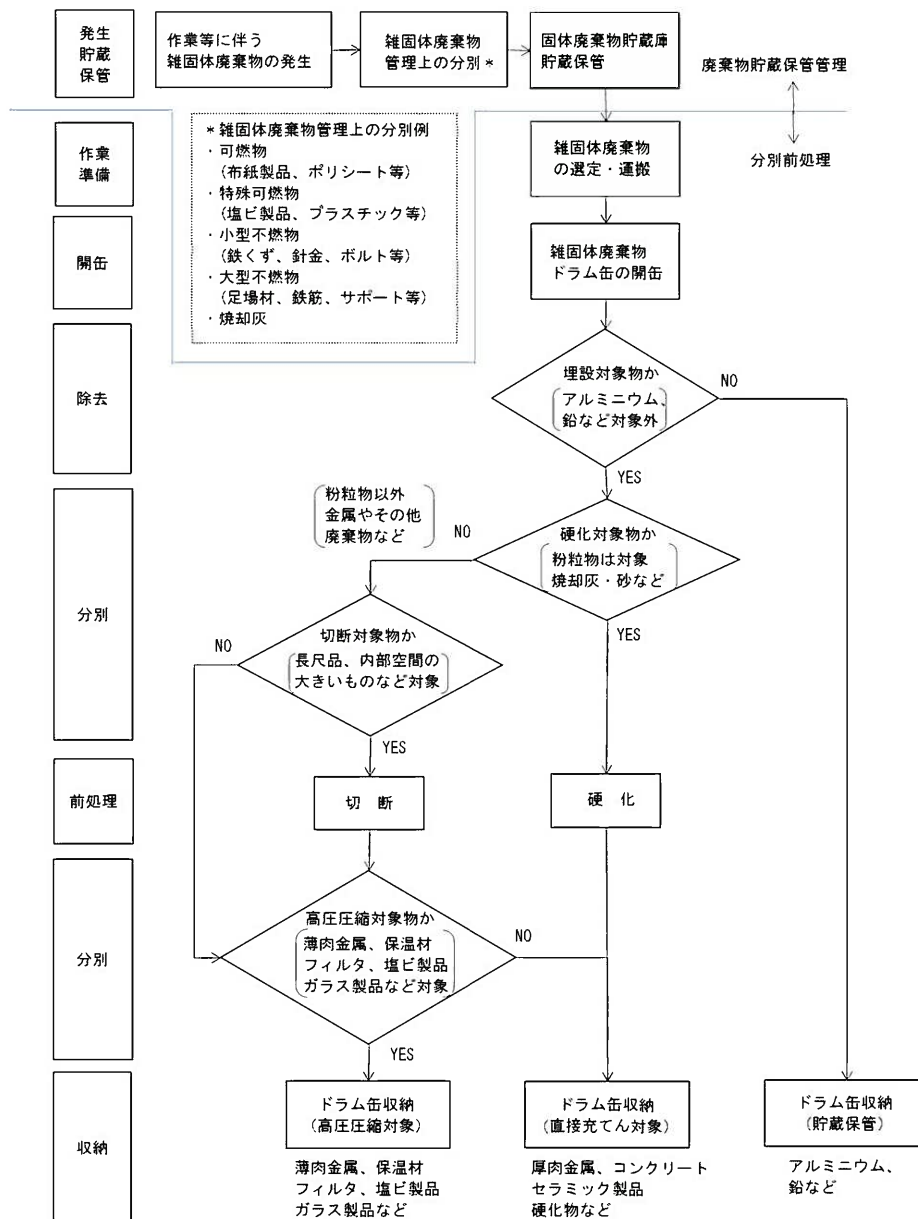 発生
貯蔵
保管
作業等に伴う
雑固体廃棄物の発生
雑固体廃棄物
管理上の分別*
固体廃棄物貯蔵庫
貯蔵保管
廃棄物貯蔵保管管理
分別前処理
作業
準備
*雑固体廃棄物管理上の分別例
・可燃物
(布紙製品、ポリシート等)
・特殊可燃物
(塩ビ製品、プラスチック等)
・小型不燃物
(鉄くず、針金、ボルト等)
・大型不燃物
(足場材、鉄筋、サポート等)
・焼却灰
雑固体廃棄物
の選定・運搬
開缶
雑固体廃棄物
ドラム缶の開缶
除去
埋設対象物か
アルミニウム、
鉛など対象外
NO
YES
分別
粉粒物以外
金属やその他
廃棄物など
NO
硬化対象物か
粉粒物は対象
焼却灰・砂など
YES
NO
切断対象物か
長尺品、内部空間の
大きいものなど対象
YES
前処理
切 断
硬 化
分別
高圧圧縮対象物か
薄肉金属、保温材
フィルタ、塩ビ製品
ガラス製品など対象
NO
YES
収納
ドラム缶収納
(高圧圧縮対象)
薄肉金属、保温材
フィルタ、塩ビ製品
ガラス製品など
ドラム缶収納
(直接充てん対象)
厚肉金属、コンクリート
セラミック製品
硬化物など
ドラム缶収納
(貯蔵保管)
アルミニウム、
鉛など